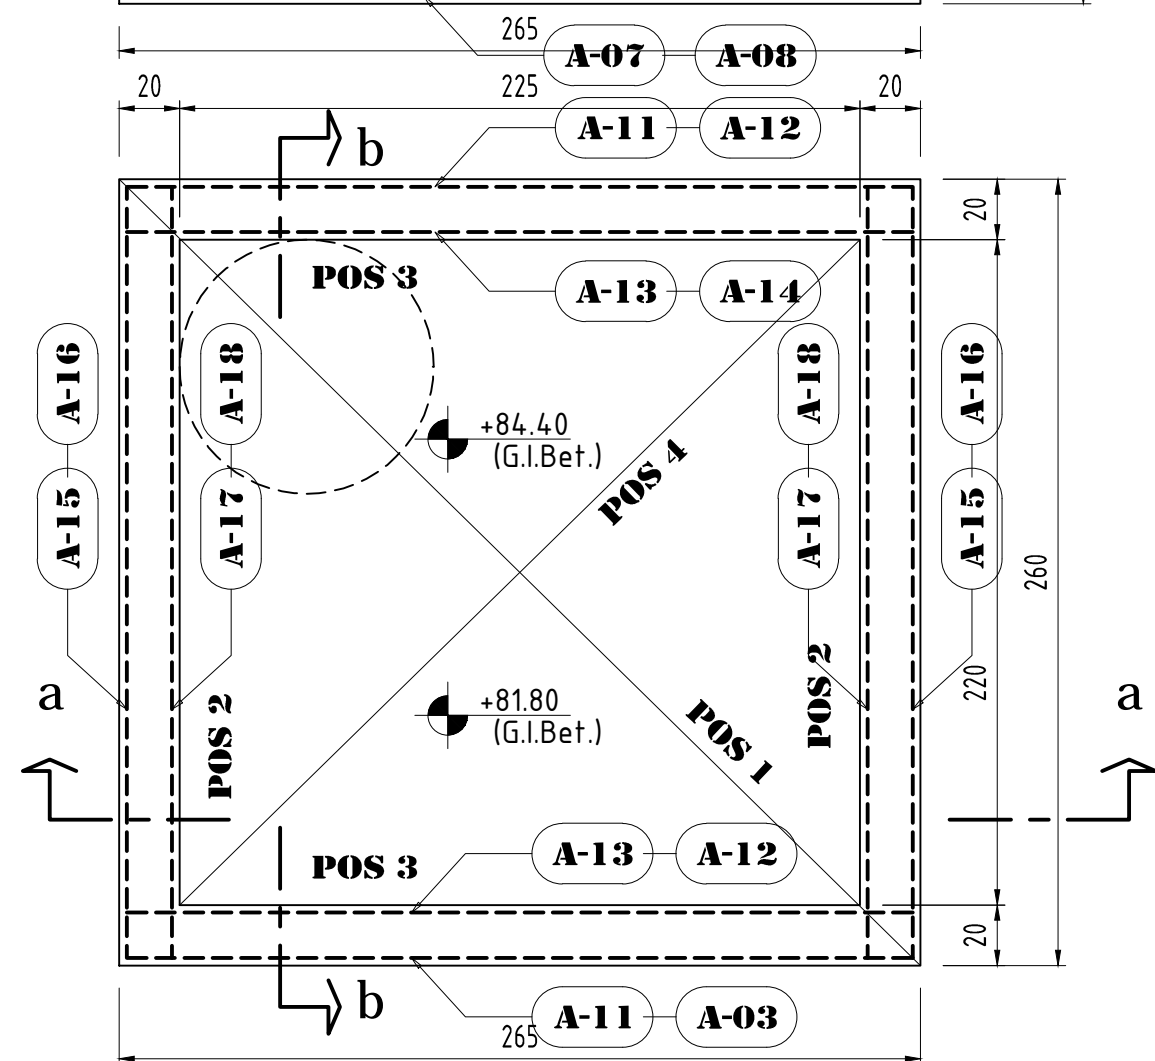 265
A-07 A-08
20 225 20
A-11 A-12
b
20
POS 3
A-13 A-14
A-16 A-18 A-18 A-16
+84.40
(G.I.Bet.)
POS 4
A-15 A-17 A-17 A-15
260
220
a POS 2 +81.80 POS 2 a
(G.I.Bet.)
POS 1
POS 3
A-13 A-12
20
b
A-11 A-03
265